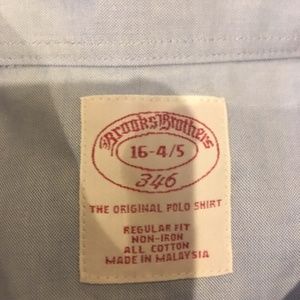 Brooks Brothers
16-4/5
346
THE ORIGINAL POLO SHIRT
REGULAR FIT
NON-IRON
ALL COTTON
MADE IN MALAYSIA